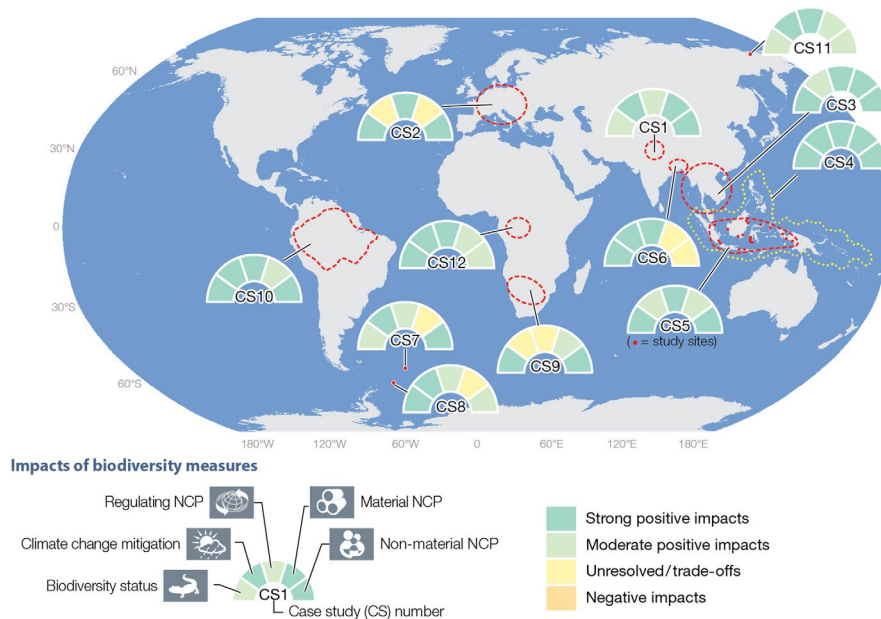 CS11
60°N
CS3
CS2
CS1
30°N
CS4
0
CS12
CS6
CS10
CS5
30°S
CS7
(• = study sites)
CS9
60°S
CS8
180°W 120°W 60°W 0 60°E 120°E 180°E
Impacts of biodiversity measures
Regulating NCP
Material NCP
Climate change mitigation
Non-material NCP
Biodiversity status
CS1
Case study (CS) number
Strong positive impacts
Moderate positive impacts
Unresolved/trade-offs
Negative impacts